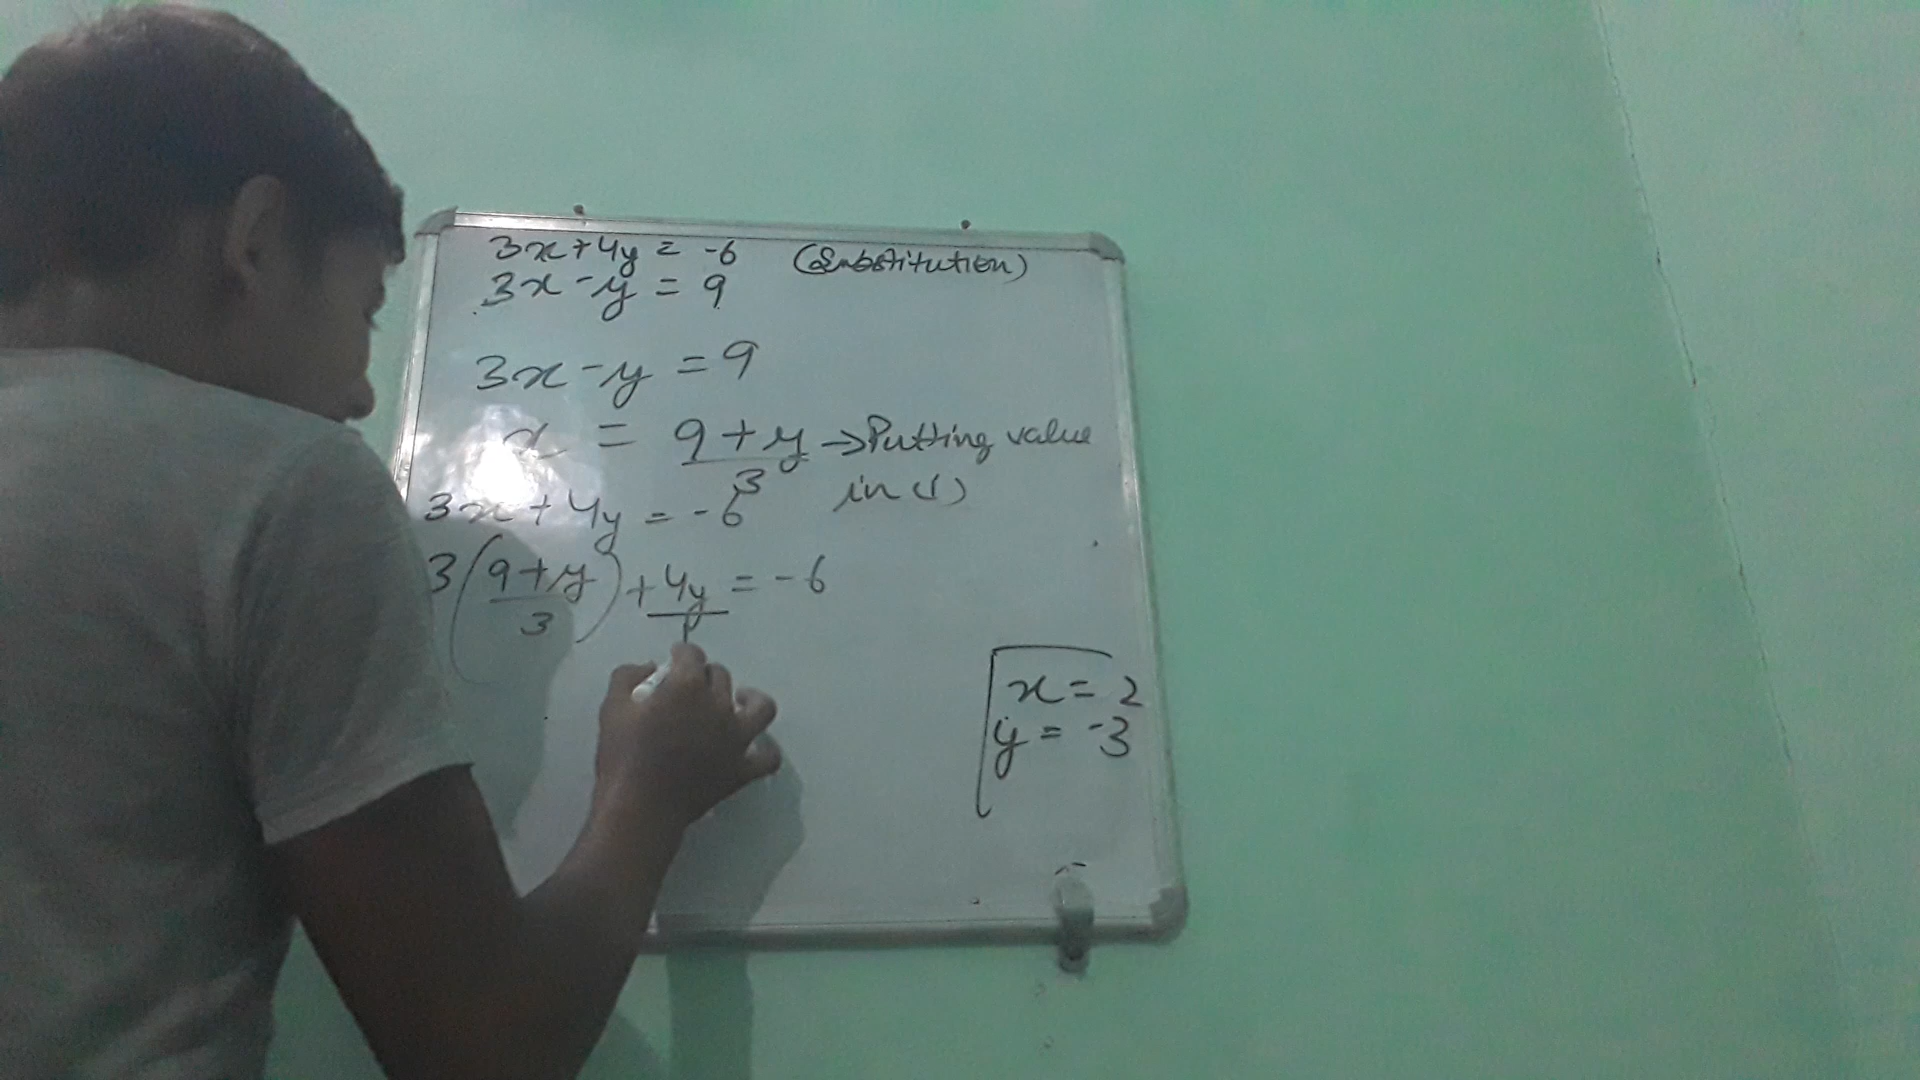 3x+4y = -6 (Substitution)
3x-y = 9
3x-y = 9
x = 9+y/3 → Putting value
in (1)
3x+4y = -6
3(9+y/3)+4y/1 = -6
x = 2
y = -3